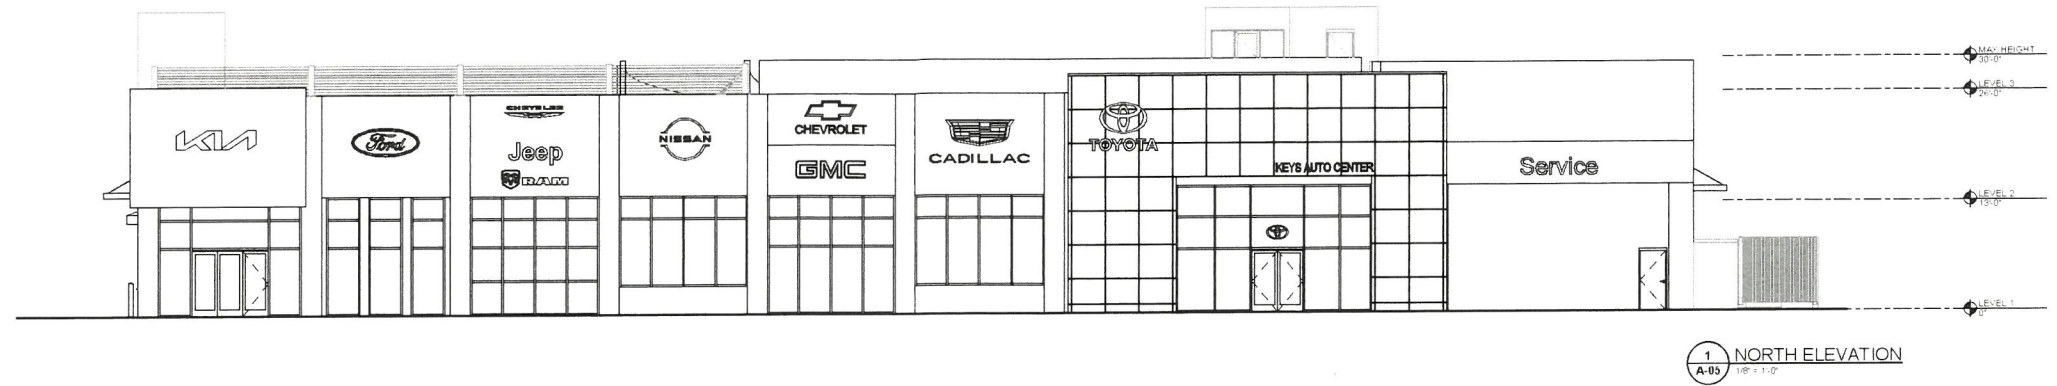 MAX HEIGHT
30'-0"
LEVEL 3
26'-0"
CHRYSLER
KIA
Ford
Jeep
RAM
NISSAN
CHEVROLET
GMC
CADILLAC
TOYOTA
KEYS AUTO CENTER
Service
LEVEL 2
13'-0"
LEVEL 1
0"
1
A-05
NORTH ELEVATION
1/8" = 1'-0"